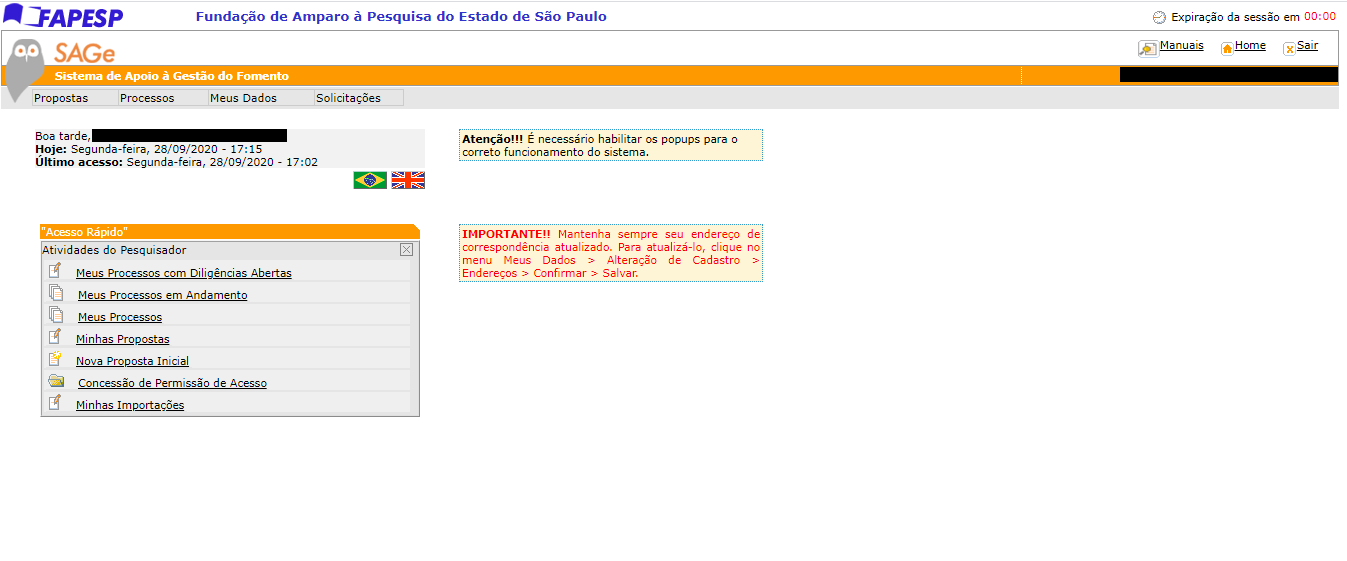 FAPESP
Fundação de Amparo à Pesquisa do Estado de São Paulo
Expiração da sessão em 00:00
SAGe
Manuais
Home
Sair
Sistema de Apoio à Gestão do Fomento
Propostas
Processos
Meus Dados
Solicitações
Boa tarde,
Hoje: Segunda-feira, 28/09/2020 - 17:15
Último acesso: Segunda-feira, 28/09/2020 - 17:02
Atenção!!! É necessário habilitar os popups para o
correto funcionamento do sistema.
"Acesso Rápido"
Atividades do Pesquisador
Meus Processos com Diligências Abertas
Meus Processos em Andamento
Meus Processos
Minhas Propostas
Nova Proposta Inicial
Concessão de Permissão de Acesso
Minhas Importações
IMPORTANTE!! Mantenha sempre seu endereço de
correspondência atualizado. Para atualizá-lo, clique no
menu Meus Dados > Alteração de Cadastro >
Endereços > Confirmar > Salvar.